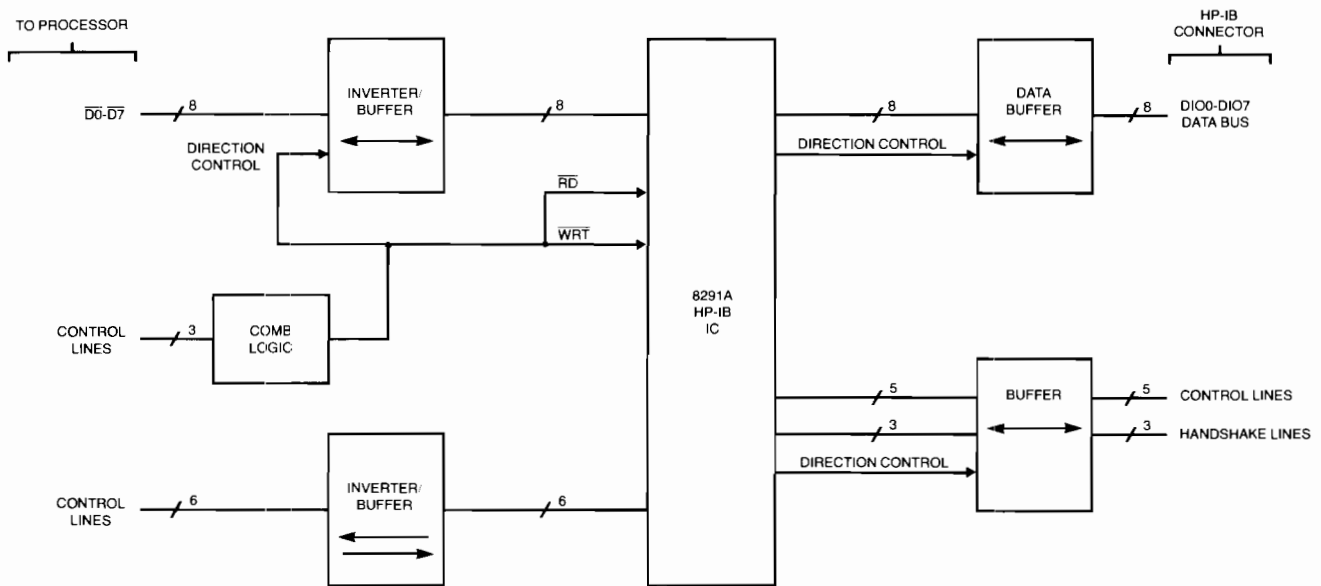 TO PROCESSOR
HP-IB
CONNECTOR
INVERTER/
BUFFER
DATA
BUFFER
D0-D7
8
8
8
8
DIO0-DIO7
DATA BUS
DIRECTION
CONTROL
DIRECTION CONTROL
RD
WRT
8291A
HP-IB
IC
CONTROL
LINES
3
COMB
LOGIC
BUFFER
5
5
CONTROL LINES
3
3
HANDSHAKE LINES
DIRECTION CONTROL
CONTROL
LINES
6
INVERTER/
BUFFER
6